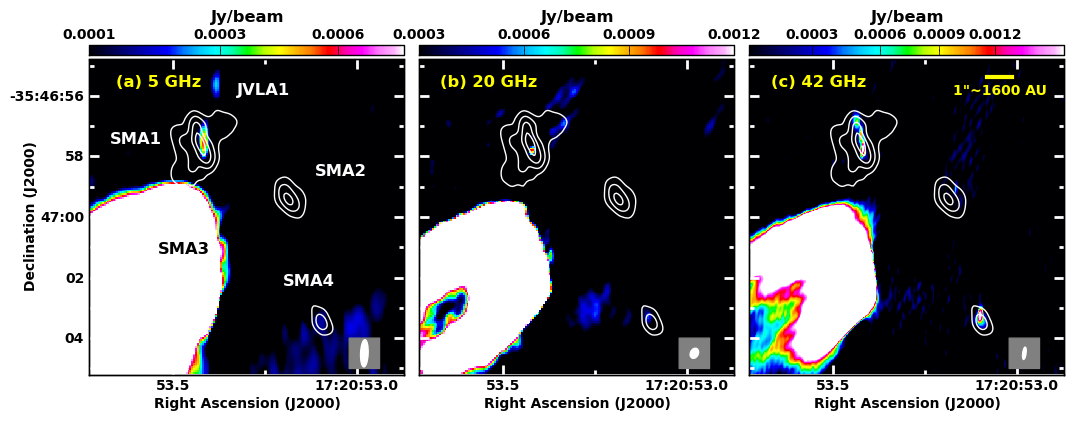 Jy/beam Jy/beam Jy/beam
0.0001 0.0003 0.0006 0.0003 0.0006 0.0009 0.0012 0.0003 0.0006 0.0009 0.0012
(a) 5 GHz (b) 20 GHz (c) 42 GHz
JVLA1
1"~1600 AU
SMA1
SMA2
SMA3
SMA4
-35:46:56
58
47:00
02
04
Declination (J2000)
53.5 17:20:53.0 53.5 17:20:53.0 53.5 17:20:53.0
Right Ascension (J2000) Right Ascension (J2000) Right Ascension (J2000)